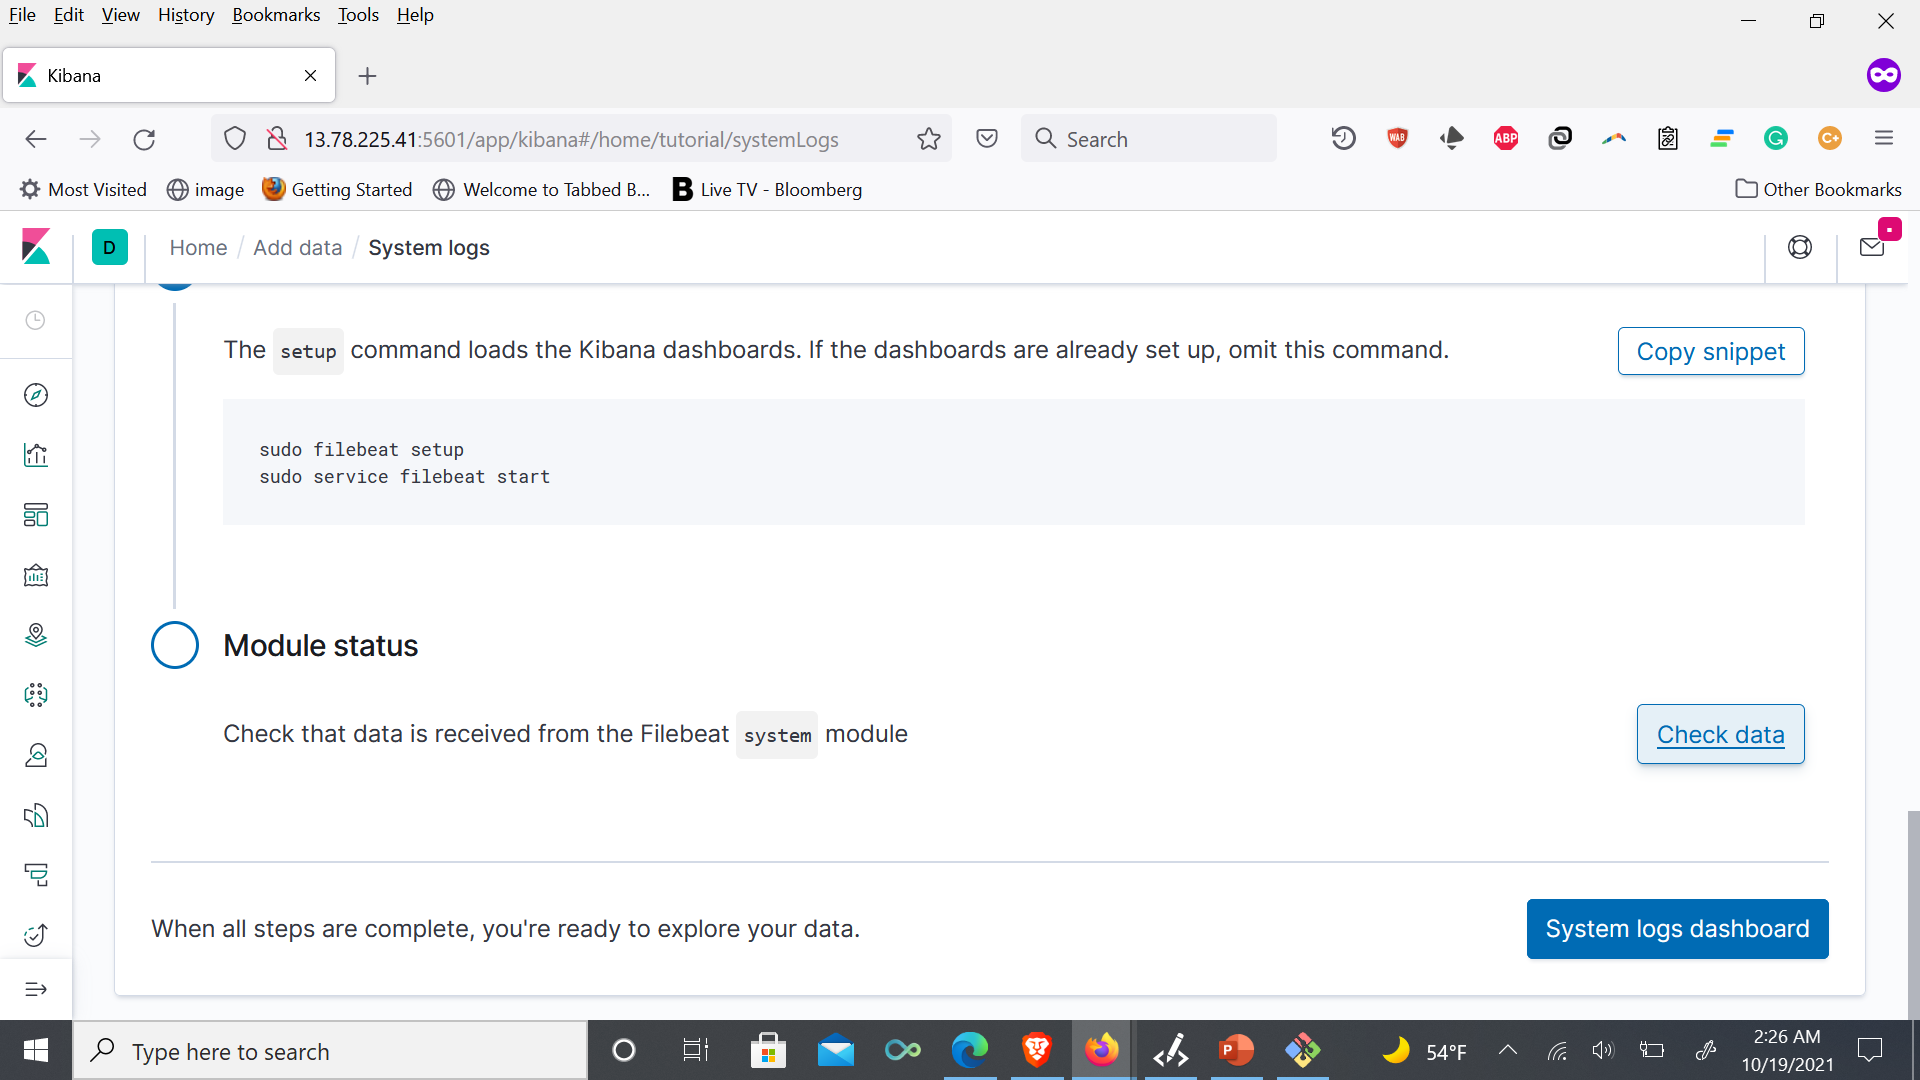 File Edit View History Bookmarks Tools Help
Kibana
13.78.225.41:5601/app/kibana#/home/tutorial/systemLogs
Search
WAB
ABP
G
C+
Most Visited
image
Getting Started
Welcome to Tabbed B...
B Live TV - Bloomberg
Other Bookmarks
D
Home / Add data / System logs
The setup command loads the Kibana dashboards. If the dashboards are already set up, omit this command.
Copy snippet
sudo filebeat setup
sudo service filebeat start
Module status
Check that data is received from the Filebeat system module
Check data
When all steps are complete, you're ready to explore your data.
System logs dashboard
Type here to search
P
54°F
2:26 AM
10/19/2021